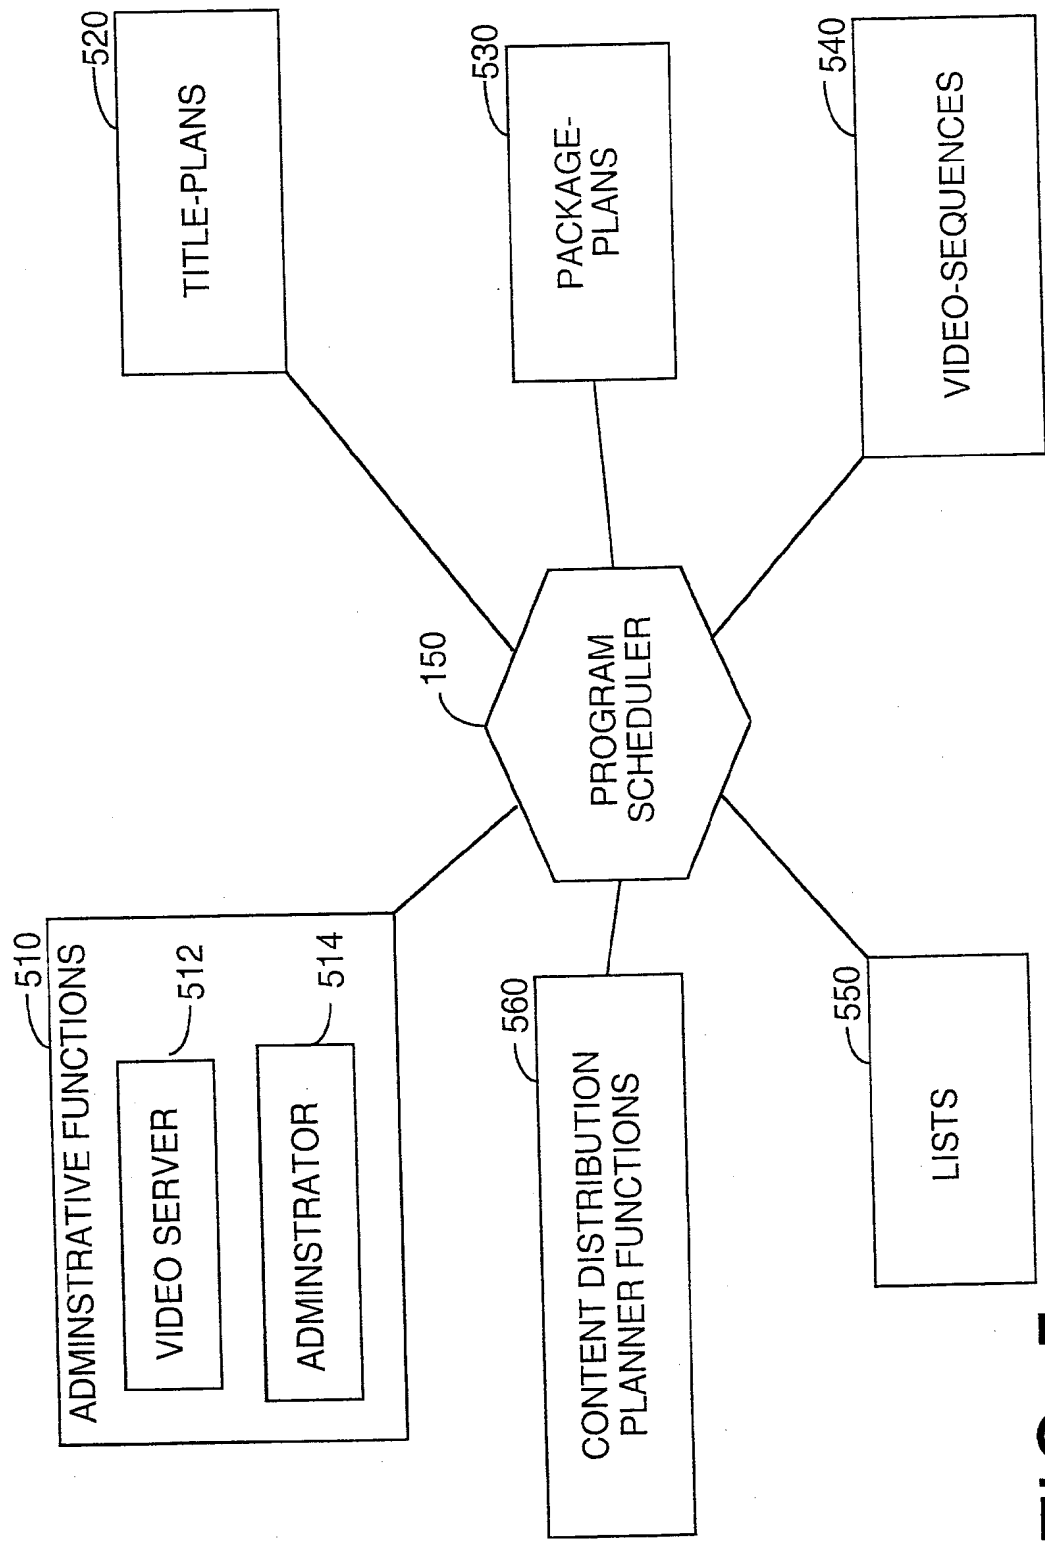 510
ADMINSTRATIVE FUNCTIONS
VIDEO SERVER
512
ADMINSTRATOR
514
520
TITLE-PLANS
150
PROGRAM
SCHEDULER
560
CONTENT DISTRIBUTION
PLANNER FUNCTIONS
530
PACKAGE-
PLANS
550
LISTS
540
VIDEO-SEQUENCES